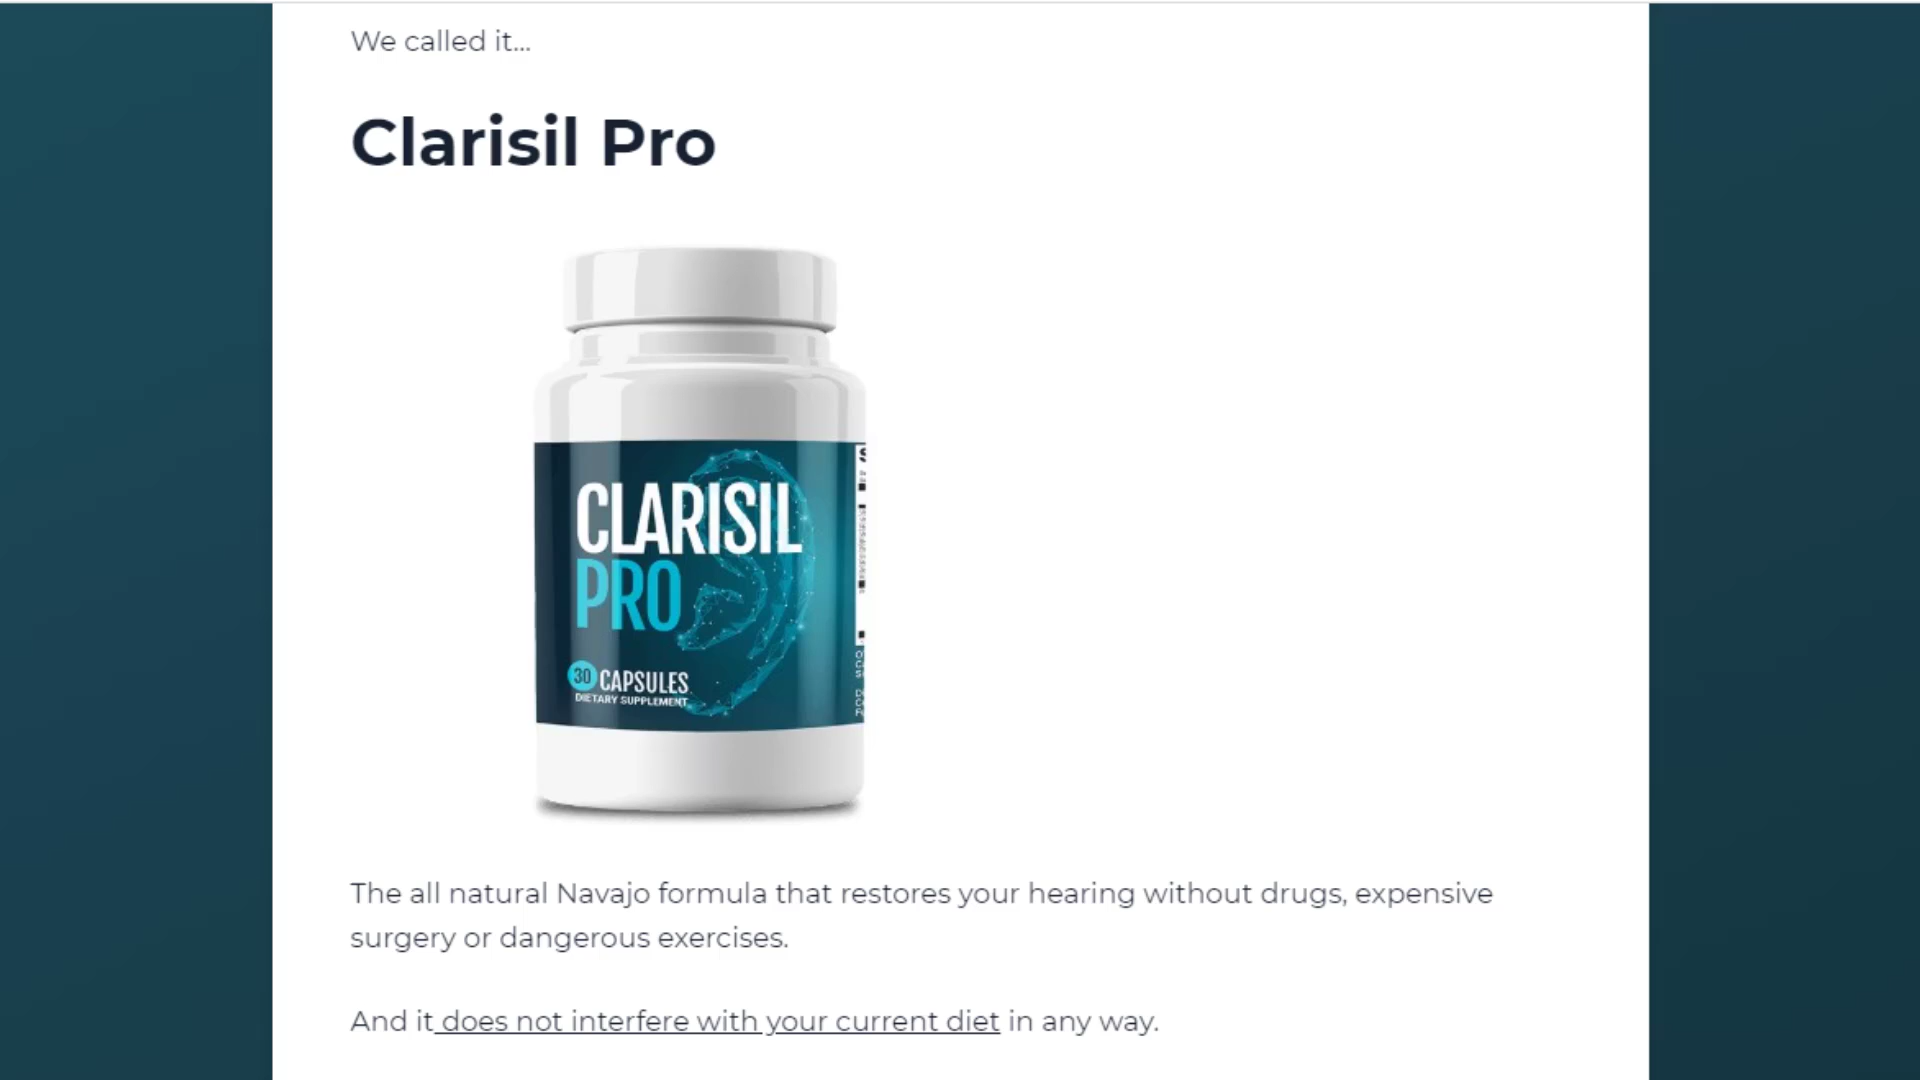 We called it...
Clarisil Pro
CLARISIL
PRO
30 CAPSULES
DIETARY SUPPLEMENT
The all natural Navajo formula that restores your hearing without drugs, expensive
surgery or dangerous exercises.
And it does not interfere with your current diet in any way.